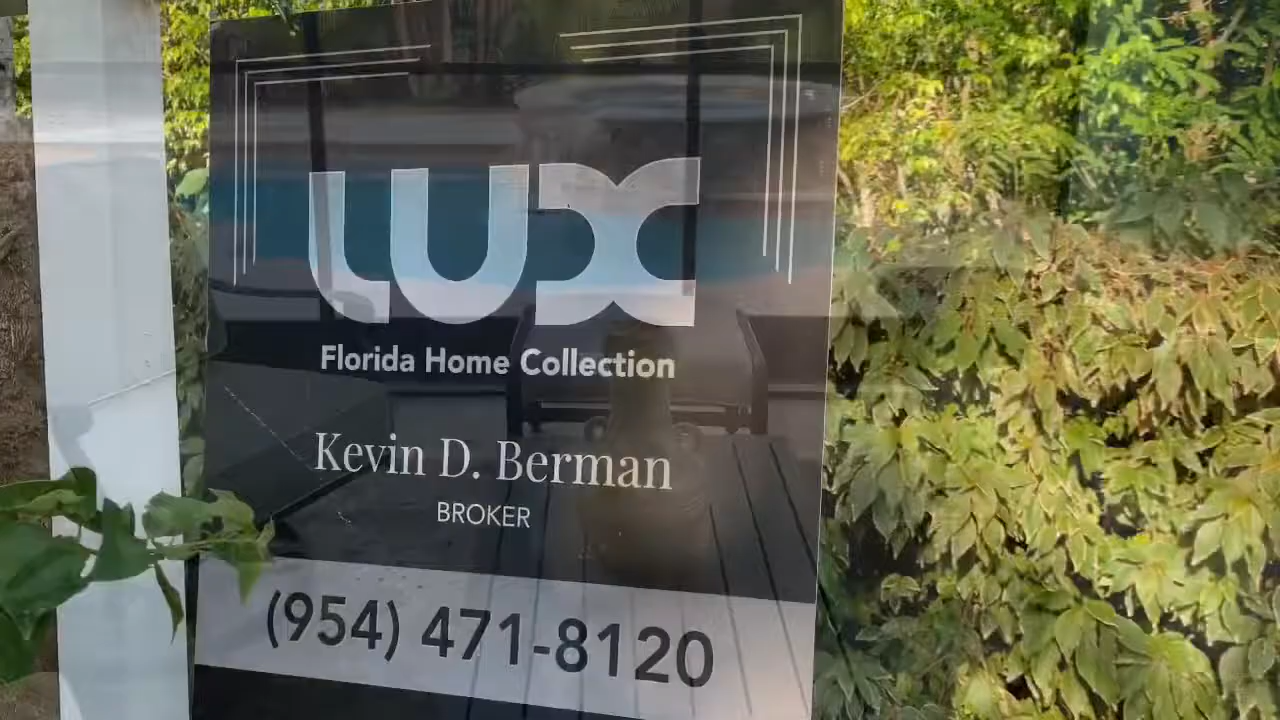 LUX
Florida Home Collection
Kevin D. Berman
BROKER
(954) 471-8120